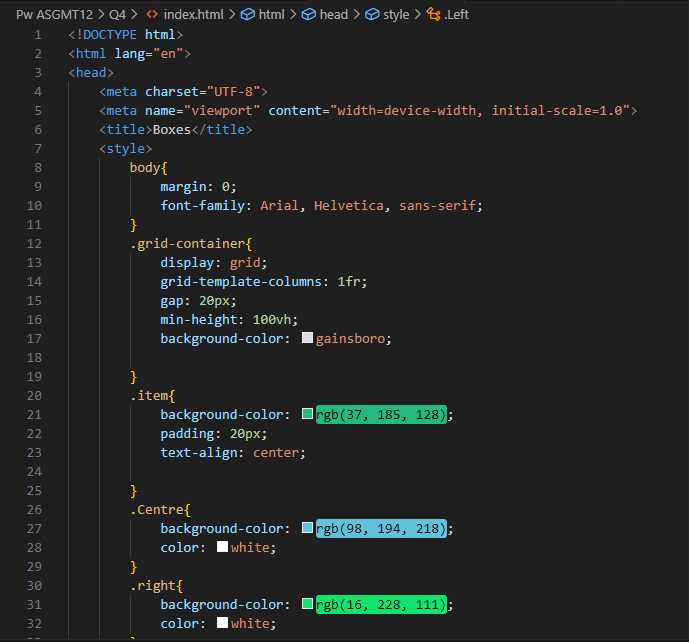 Pw ASGMT12 > Q4 > <> index.html > html > head > style > .Left
1 <!DOCTYPE html>
2 <html lang="en">
3 <head>
4 <meta charset="UTF-8">
5 <meta name="viewport" content="width=device-width, initial-scale=1.0">
6 <title>Boxes</title>
7 <style>
8 body{
9 margin: 0;
10 font-family: Arial, Helvetica, sans-serif;
11 }
12 .grid-container{
13 display: grid;
14 grid-template-columns: 1fr;
15 gap: 20px;
16 min-height: 100vh;
17 background-color: gainsboro;
18
19 }
20 .item{
21 background-color: rgb(37, 185, 128);
22 padding: 20px;
23 text-align: center;
24
25 }
26 .Centre{
27 background-color: rgb(98, 194, 218);
28 color: white;
29 }
30 .right{
31 background-color: rgb(16, 228, 111);
32 color: white;